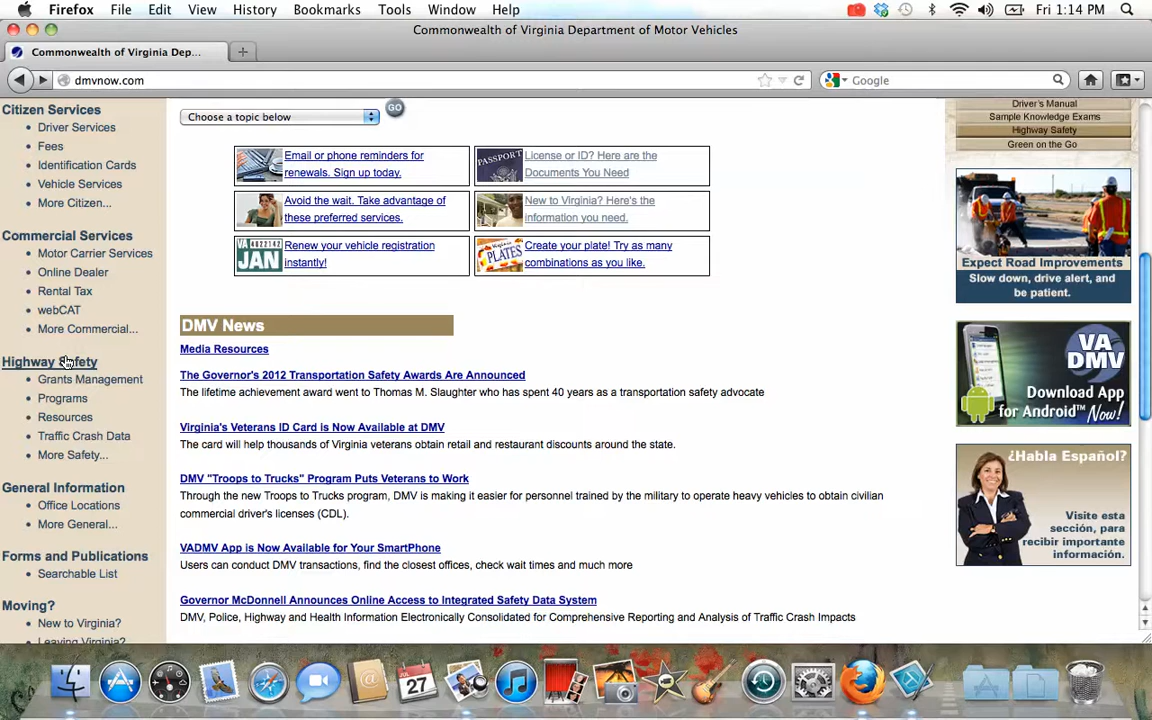 Firefox File Edit View History Bookmarks Tools Window Help Fri 1:14 PM
Commonwealth of Virginia Department of Motor Vehicles
Commonwealth of Virginia Dep...
dmvnow.com
Google
Citizen Services
• Driver Services
• Fees
• Identification Cards
• Vehicle Services
• More Citizen...
Commercial Services
• Motor Carrier Services
• Online Dealer
• Rental Tax
• webCAT
• More Commercial...
Highway Safety
• Grants Management
• Programs
• Resources
• Traffic Crash Data
• More Safety...
General Information
• Office Locations
• More General...
Forms and Publications
• Searchable List
Moving?
• New to Virginia?
• Leaving Virginia?
Choose a topic below
GO
Email or phone reminders for
renewals. Sign up today.
PASSPORT
License or ID? Here are the
Documents You Need
Avoid the wait. Take advantage of
these preferred services.
New to Virginia? Here's the
information you need.
VA 4822142
JAN
Renew your vehicle registration
instantly!
PLATES
Create your plate! Try as many
combinations as you like.
DMV News
Media Resources
The Governor's 2012 Transportation Safety Awards Are Announced
The lifetime achievement award went to Thomas M. Slaughter who has spent 40 years as a transportation safety advocate
Virginia's Veterans ID Card is Now Available at DMV
The card will help thousands of Virginia veterans obtain retail and restaurant discounts around the state.
DMV "Troops to Trucks" Program Puts Veterans to Work
Through the new Troops to Trucks program, DMV is making it easier for personnel trained by the military to operate heavy vehicles to obtain civilian
commercial driver's licenses (CDL).
VADMV App is Now Available for Your SmartPhone
Users can conduct DMV transactions, find the closest offices, check wait times and much more
Governor McDonnell Announces Online Access to Integrated Safety Data System
DMV, Police, Highway and Health Information Electronically Consolidated for Comprehensive Reporting and Analysis of Traffic Crash Impacts
Driver's Manual
Sample Knowledge Exams
Highway Safety
Green on the Go
Expect Road Improvements
Slow down, drive alert, and
be patient.
VA
DMV
Download App
for Android™ Now!
¿Habla Español?
Visite esta
sección, para
recibir importante
información.
27